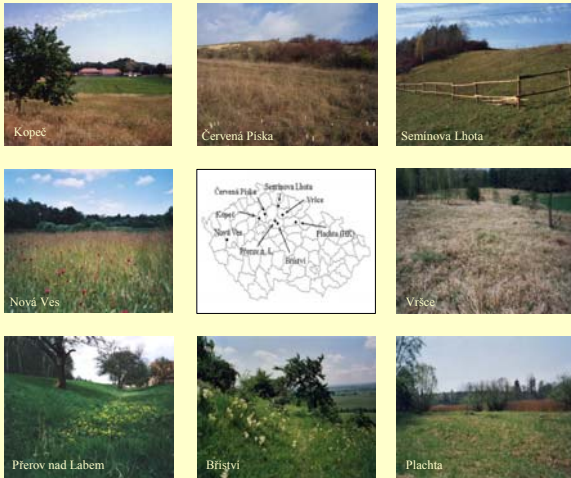 Kopeč
Červená Píska
Semínova Lhota
Nová Ves
Semínova Lhota
Červená Píska
Vršce
Kopeč
Nová Ves
Plachta (HK)
Přerov n. L.
Bříství
Vršce
Přerov nad Labem
Bříství
Plachta